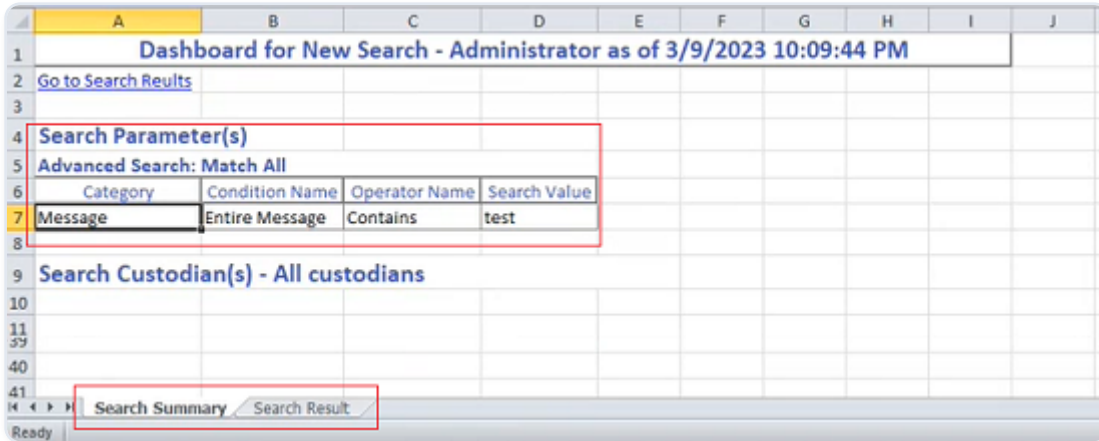 A B C D E F G H I J
1 Dashboard for New Search - Administrator as of 3/9/2023 10:09:44 PM
2 Go to Search Reults
3
4 Search Parameter(s)
5 Advanced Search: Match All
6 Category Condition Name Operator Name Search Value
7 Message Entire Message Contains test
8
9 Search Custodian(s) - All custodians
10
11
39
40
41
Search Summary Search Result
Ready